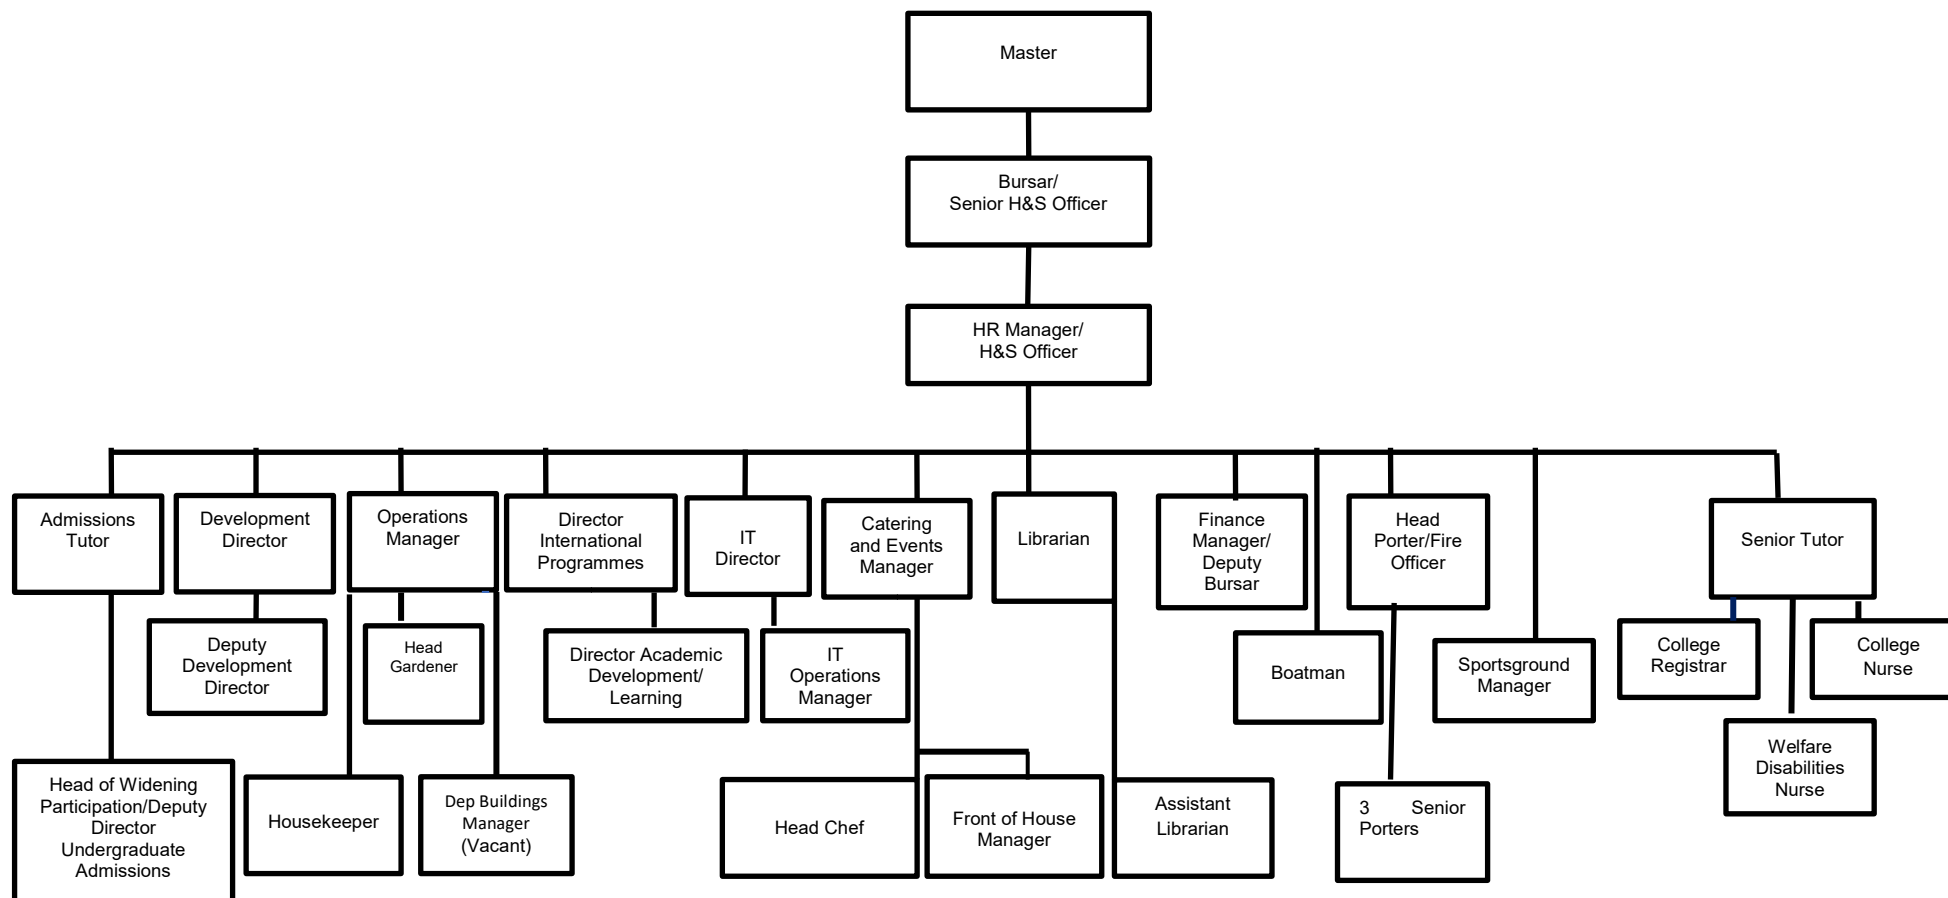 Master
Bursar/
Senior H&S Officer
HR Manager/
H&S Officer
Admissions
Tutor
Development
Director
Operations
Manager
Director
International
Programmes
IT
Director
Catering
and Events
Manager
Librarian
Finance
Manager/
Deputy
Bursar
Head
Porter/Fire
Officer
Senior Tutor
Deputy
Development
Director
Head
Gardener
Director Academic
Development/
Learning
IT
Operations
Manager
Boatman
Sportsground
Manager
College
Registrar
College
Nurse
Welfare
Disabilities
Nurse
Head of Widening
Participation/Deputy
Director
Undergraduate
Admissions
Housekeeper
Dep Buildings
Manager
(Vacant)
Head Chef
Front of House
Manager
Assistant
Librarian
3 Senior
Porters